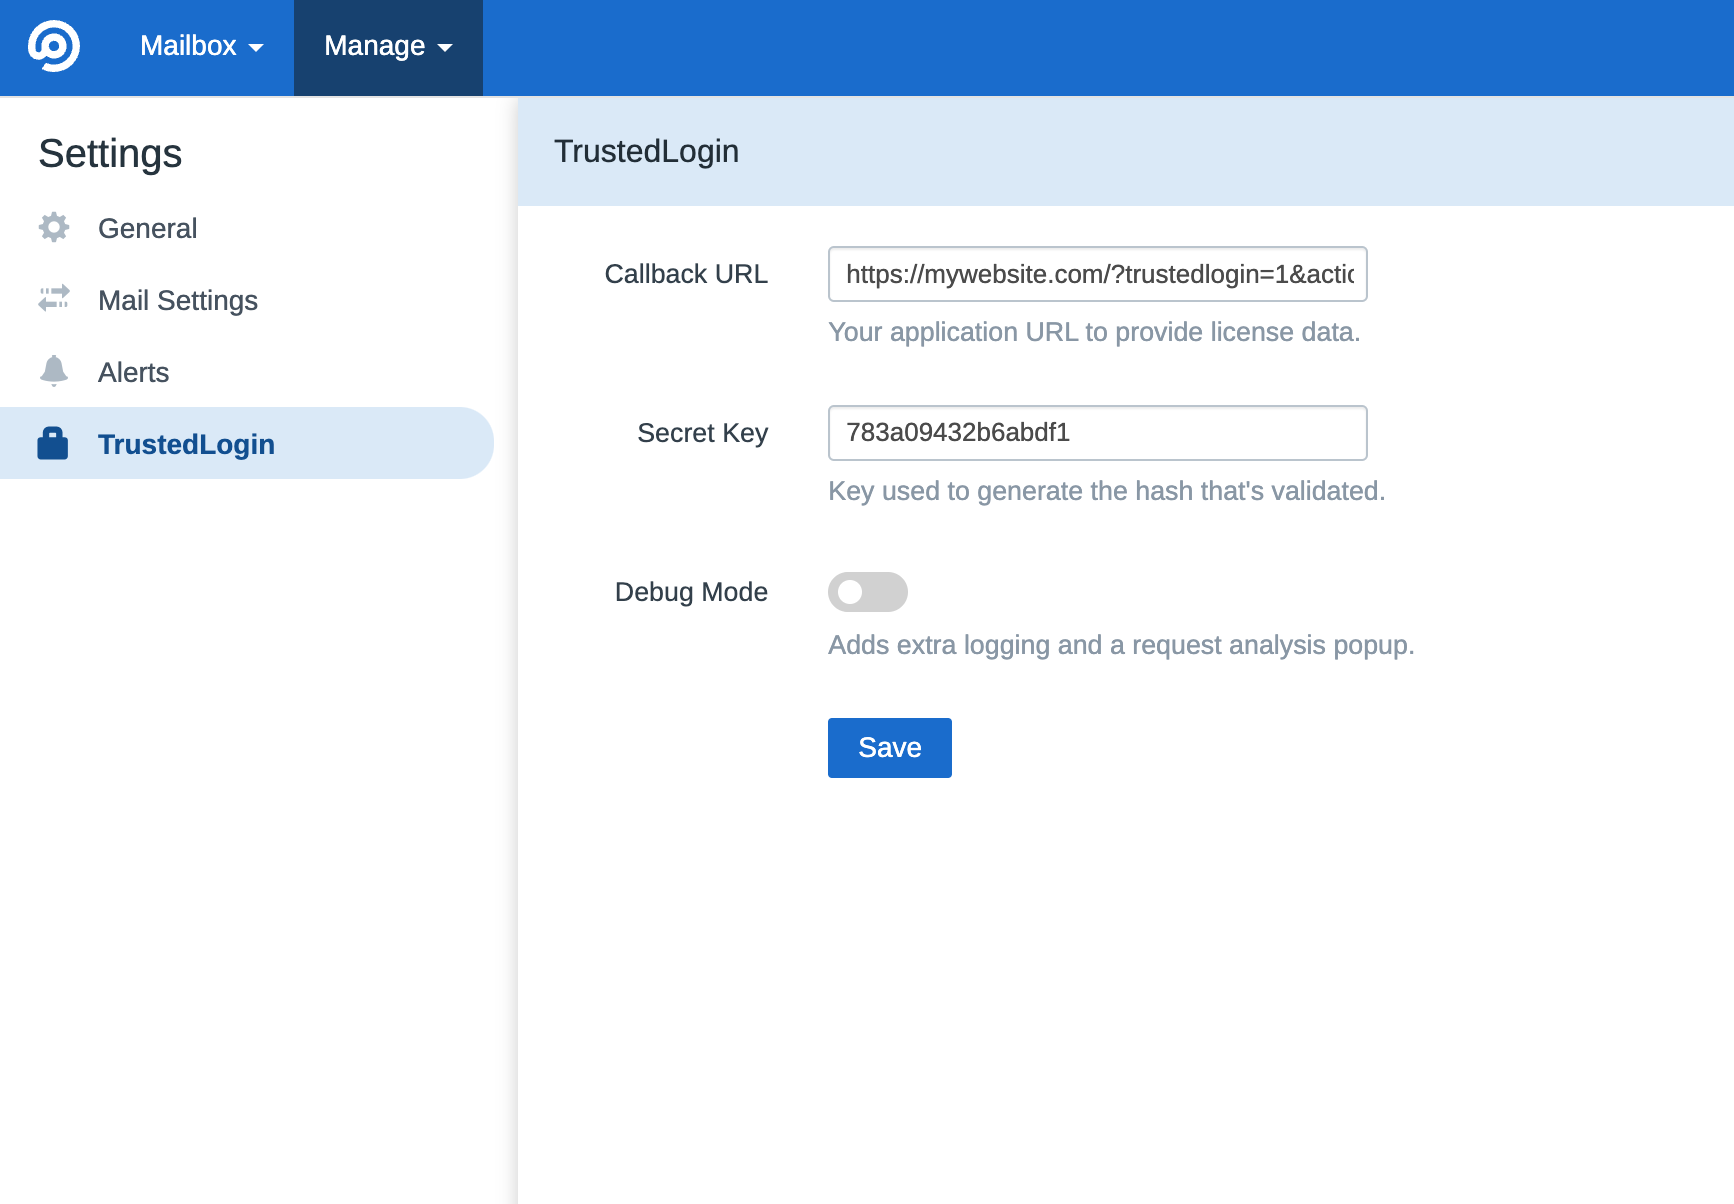 Mailbox
Manage
Settings
General
Mail Settings
Alerts
TrustedLogin
TrustedLogin
Callback URL
https://mywebsite.com/?trustedlogin=1&actio
Your application URL to provide license data.
Secret Key
783a09432b6abdf1
Key used to generate the hash that's validated.
Debug Mode
Adds extra logging and a request analysis popup.
Save